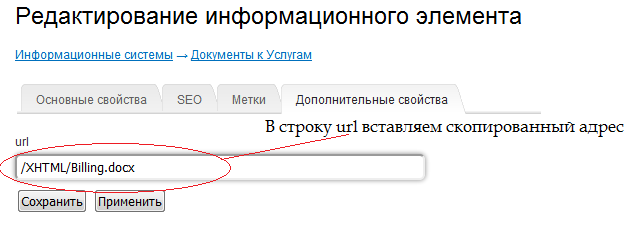 Редактирование информационного элемента
Информационные системы → Документы к Услугам
Основные свойства SEO Метки Дополнительные свойства
В строку url вставляем скопированный адрес
url
/XHTML/Billing.docx
Сохранить Применить